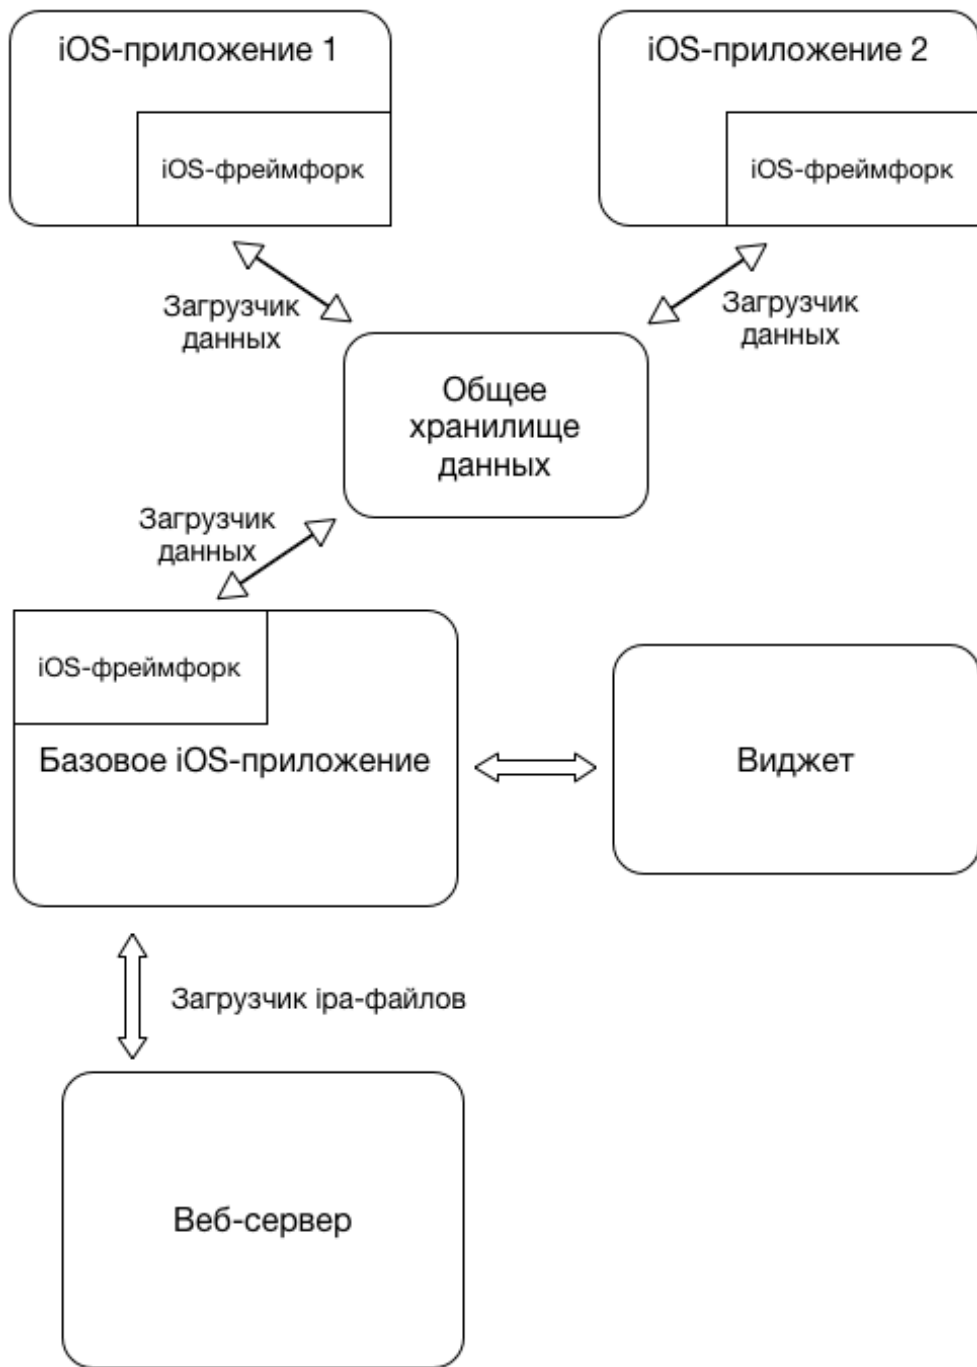 iOS-приложение 1
iOS-приложение 2
iOS-фреймфорк
iOS-фреймфорк
Загрузчик
данных
Загрузчик
данных
Общее
хранилище
данных
Загрузчик
данных
iOS-фреймфорк
Базовое iOS-приложение
Виджет
Загрузчик ipa-файлов
Веб-сервер